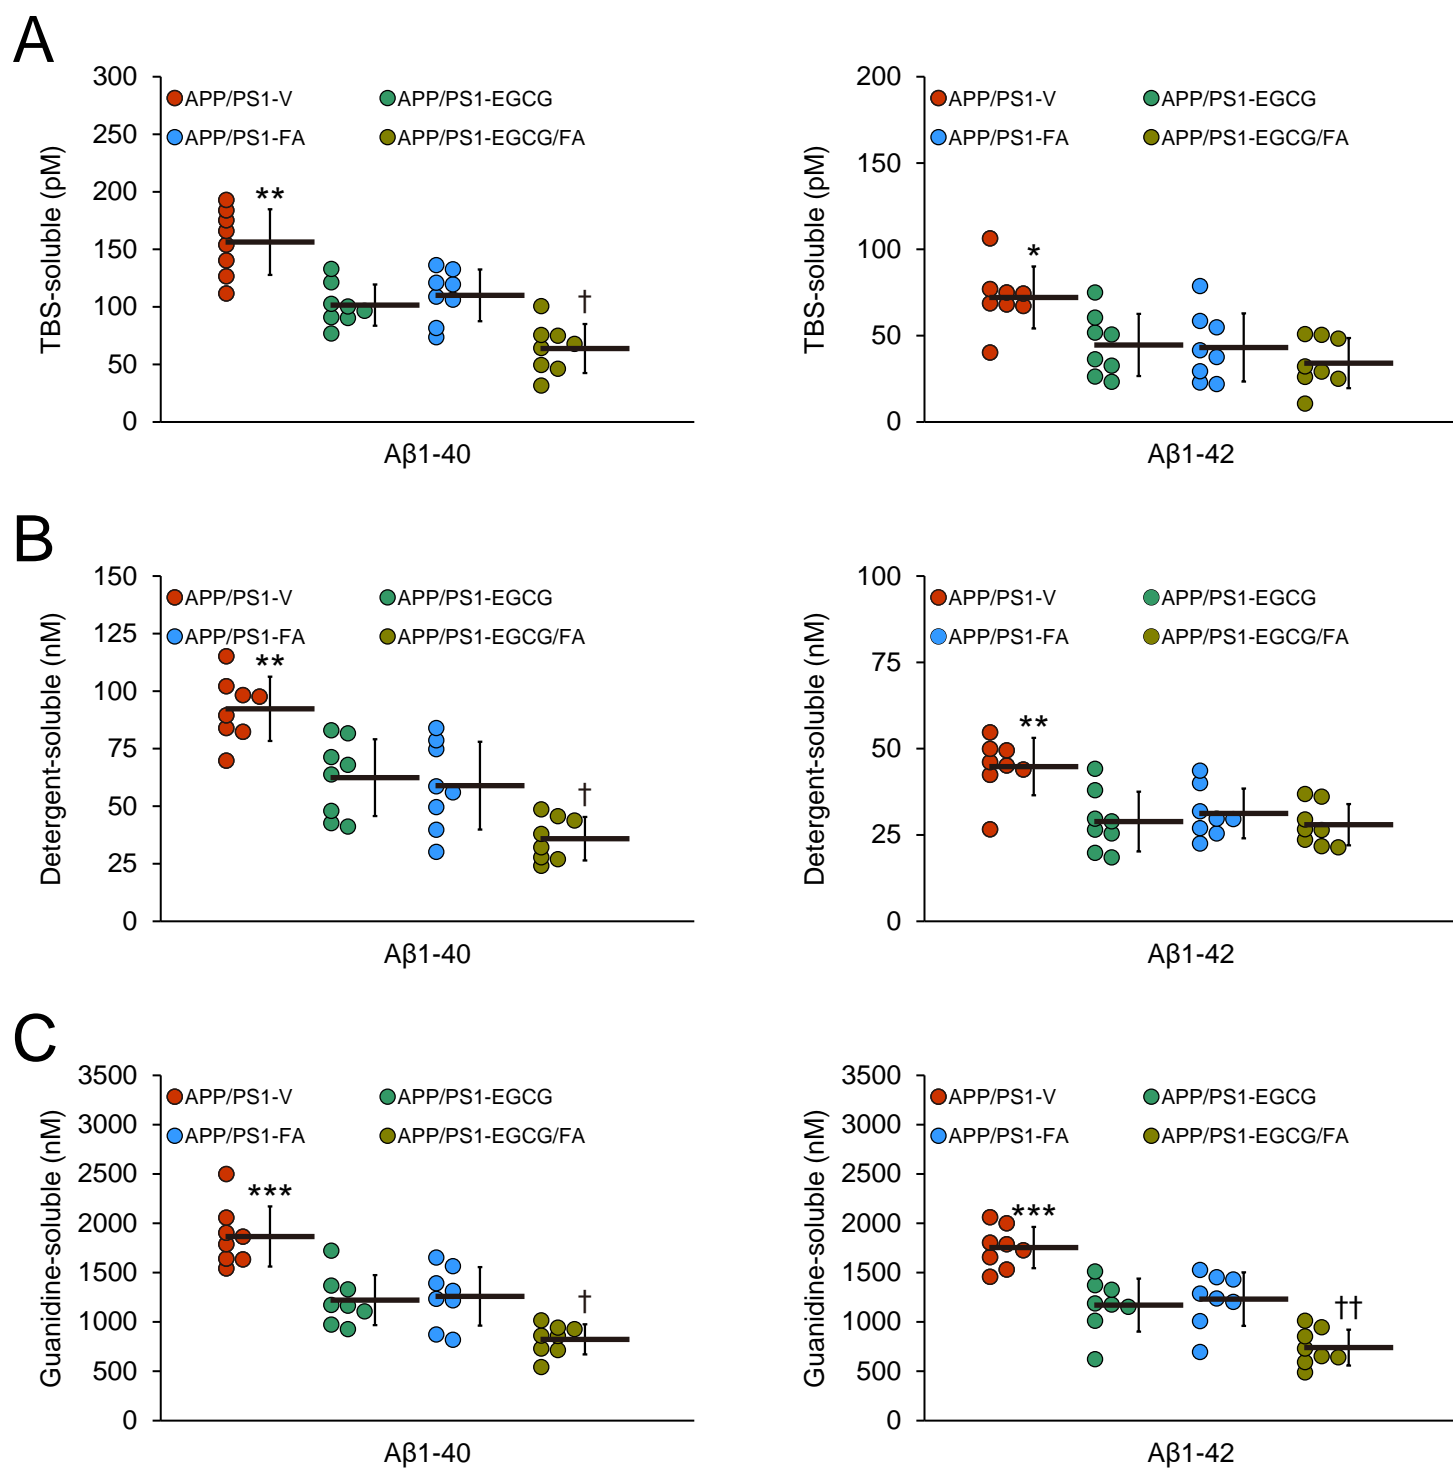 A
300
250
200
150
100
50
0
TBS-soluble (pM)
APP/PS1-V
APP/PS1-EGCG
APP/PS1-FA
APP/PS1-EGCG/FA
**
†
Aβ1-40
200
150
100
50
0
TBS-soluble (pM)
APP/PS1-V
APP/PS1-EGCG
APP/PS1-FA
APP/PS1-EGCG/FA
*
Aβ1-42
B
150
125
100
75
50
25
0
Detergent-soluble (nM)
APP/PS1-V
APP/PS1-EGCG
APP/PS1-FA
APP/PS1-EGCG/FA
**
†
Aβ1-40
100
75
50
25
0
Detergent-soluble (nM)
APP/PS1-V
APP/PS1-EGCG
APP/PS1-FA
APP/PS1-EGCG/FA
**
Aβ1-42
C
3500
3000
2500
2000
1500
1000
500
0
Guanidine-soluble (nM)
APP/PS1-V
APP/PS1-EGCG
APP/PS1-FA
APP/PS1-EGCG/FA
***
†
Aβ1-40
3500
3000
2500
2000
1500
1000
500
0
Guanidine-soluble (nM)
APP/PS1-V
APP/PS1-EGCG
APP/PS1-FA
APP/PS1-EGCG/FA
***
††
Aβ1-42